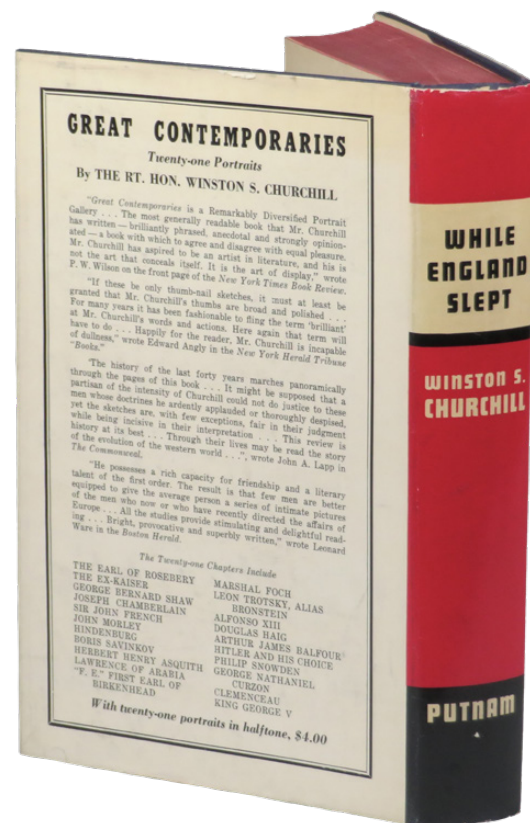 GREAT CONTEMPORARIES
Twenty-one Portraits
By THE RT. HON. WINSTON S. CHURCHILL
"Great Contemporaries is a Remarkably Diversified Portrait
Gallery . . . The most generally readable book that Mr. Churchill
has written — brilliantly phrased, anecdotal and strongly opinion-
ated — a book with which to agree and disagree with equal pleasure.
Mr. Churchill has aspired to be an artist in literature, and his is
not the art that conceals itself. It is the art of display," wrote
P. W. Wilson on the front page of the New York Times Book Review.
"If these be only thumb-nail sketches, it must at least be
granted that Mr. Churchill's thumbs are broad and polished . . .
For many years it has been fashionable to fling the term 'brilliant'
at Mr. Churchill's words and actions. Here again that term will
have to do . . . Happily for the reader, Mr. Churchill is incapable
of dullness," wrote Edward Angly in the New York Herald Tribune
"Books."
"The history of the last forty years marches panoramically
through the pages of this book . . . It might be supposed that a
partisan of the intensity of Churchill could not do justice to these
men whose doctrines he ardently applauded or thoroughly despised,
yet the sketches are, with few exceptions, fair in their judgment
while being incisive in their interpretation . . . This review is
history at its best . . . Through their lives may be read the story
of the evolution of the western world . . .", wrote John A. Lapp in
The Commonweal.
"He possesses a rich capacity for friendship and a literary
talent of the first order. The result is that few men are better
equipped to give the average person a series of intimate pictures
of the men who now or who have recently directed the affairs of
Europe . . . All the studies provide stimulating and delightful read-
ing . . . Bright, provocative and superbly written," wrote Leonard
Ware in the Boston Herald.
The Twenty-one Chapters Include
THE EARL OF ROSEBERY
THE EX-KAISER
GEORGE BERNARD SHAW
JOSEPH CHAMBERLAIN
SIR JOHN FRENCH
JOHN MORLEY
HINDENBURG
BORIS SAVINKOV
HERBERT HENRY ASQUITH
LAWRENCE OF ARABIA
"F. E." FIRST EARL OF
BIRKENHEAD
MARSHAL FOCH
LEON TROTSKY, ALIAS
BRONSTEIN
ALFONSO XIII
DOUGLAS HAIG
ARTHUR JAMES BALFOUR
HITLER AND HIS CHOICE
PHILIP SNOWDEN
GEORGE NATHANIEL
CURZON
CLEMENCEAU
KING GEORGE V
With twenty-one portraits in halftone, $4.00
WHILE
ENGLAND
SLEPT
WINSTON S.
CHURCHILL
PUTNAM